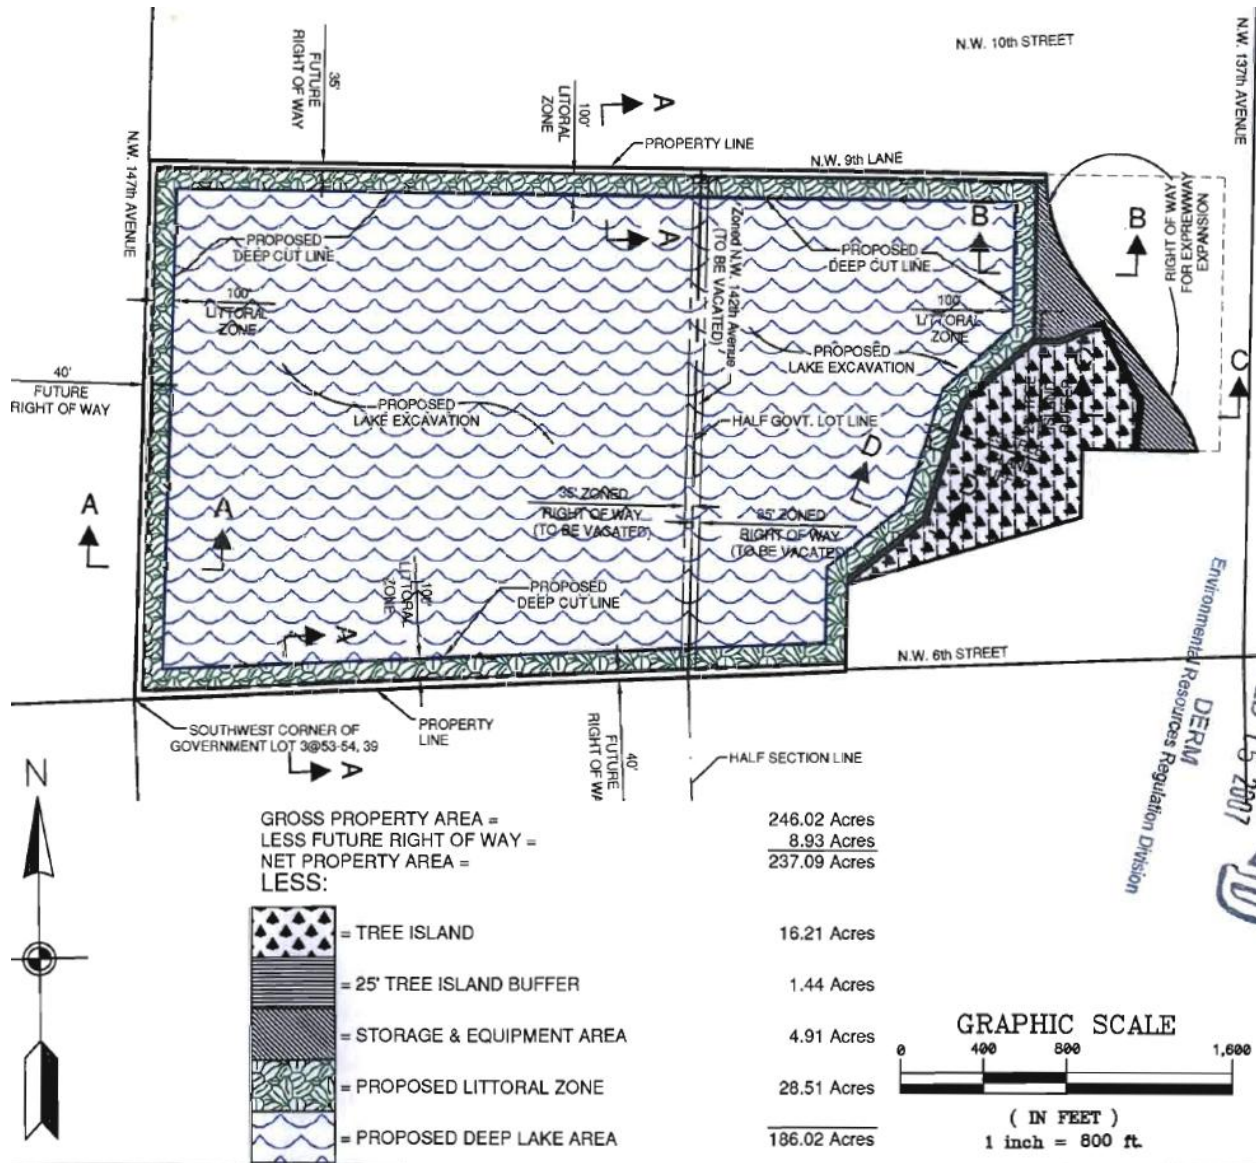 N.W. 10th STREET
N.W. 137th AVENUE
35'
FUTURE
RIGHT OF WAY
100'
LITORAL
ZONE
A
PROPERTY LINE
N.W. 9th LANE
N.W. 147th AVENUE
A
B
B
RIGHT OF WAY
FOR EXPREWWAY
EXPANSION
PROPOSED
DEEP CUT LINE
Zoned N.W. 142th Avenue
(TO BE VACATED)
PROPOSED
DEEP CUT LINE
100'
LITTORAL
ZONE
100'
LITTORAL
ZONE
PROPOSED
LAKE EXCAVATION
40'
FUTURE
RIGHT OF WAY
C
PROPOSED
LAKE EXCAVATION
HALF GOVT. LOT LINE
D
35' ZONED
RIGHT OF WAY
(TO BE VACATED)
35' ZONED
RIGHT OF WAY
(TO BE VACATED)
A
A
100'
LITTORAL
ZONE
PROPOSED
DEEP CUT LINE
A
N.W. 6th STREET
SOUTHWEST CORNER OF
GOVERNMENT LOT 3@53-54, 39
A
PROPERTY
LINE
40'
FUTURE
RIGHT OF WA
HALF SECTION LINE
2007
DERM
Environmental Resources Regulation Division
N
GROSS PROPERTY AREA = 246.02 Acres
LESS FUTURE RIGHT OF WAY = 8.93 Acres
NET PROPERTY AREA = 237.09 Acres
LESS:
= TREE ISLAND 16.21 Acres
= 25' TREE ISLAND BUFFER 1.44 Acres
= STORAGE & EQUIPMENT AREA 4.91 Acres
= PROPOSED LITTORAL ZONE 28.51 Acres
= PROPOSED DEEP LAKE AREA 186.02 Acres
GRAPHIC SCALE
0 400 800 1,600
( IN FEET )
1 inch = 800 ft.